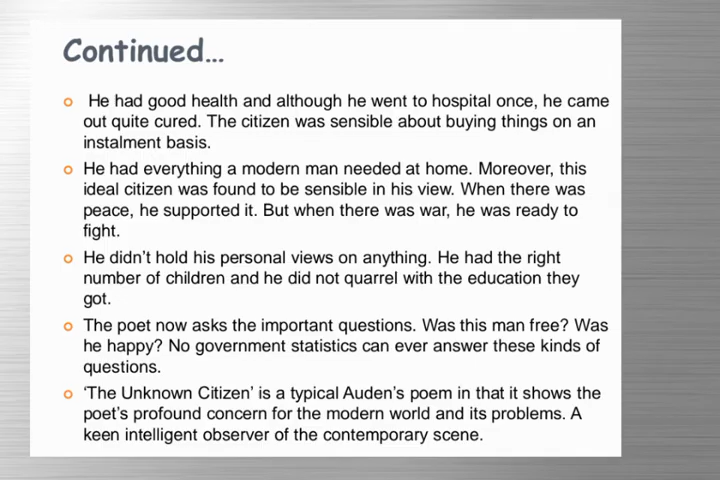 Continued...
He had good health and although he went to hospital once, he came
out quite cured. The citizen was sensible about buying things on an
instalment basis.
He had everything a modern man needed at home. Moreover, this
ideal citizen was found to be sensible in his view. When there was
peace, he supported it. But when there was war, he was ready to
fight.
He didn’t hold his personal views on anything. He had the right
number of children and he did not quarrel with the education they
got.
The poet now asks the important questions. Was this man free? Was
he happy? No government statistics can ever answer these kinds of
questions.
‘The Unknown Citizen’ is a typical Auden’s poem in that it shows the
poet’s profound concern for the modern world and its problems. A
keen intelligent observer of the contemporary scene.